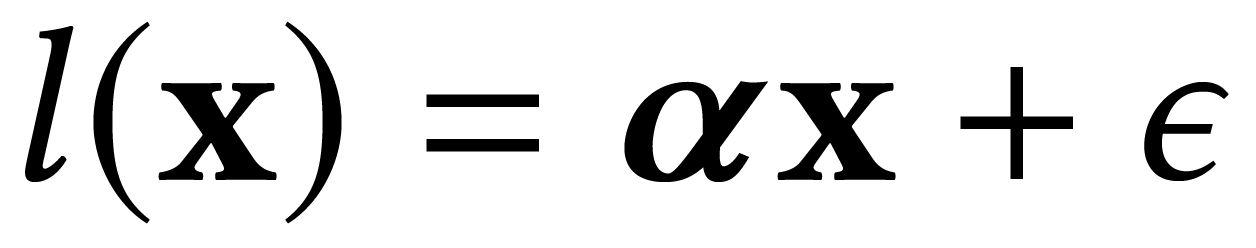 l(𝐱) = 𝜶𝐱 + ϵ